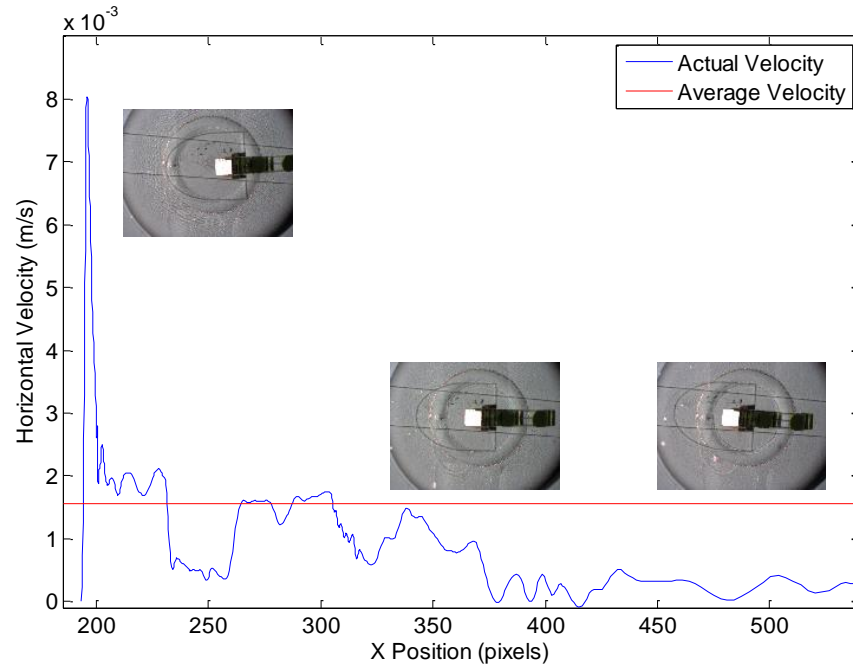 x 10⁻³
Actual Velocity
Average Velocity
8
7
6
5
4
3
2
1
0
Horizontal Velocity (m/s)
200 250 300 350 400 450 500
X Position (pixels)